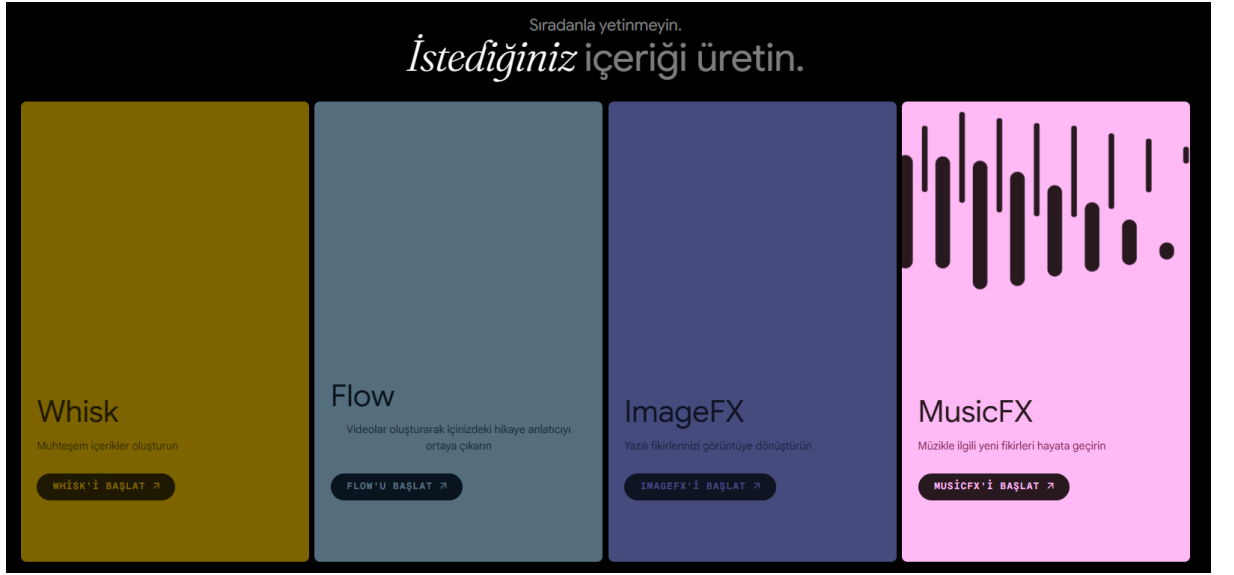 Sıradanla yetinmeyin.
İstediğiniz içeriği üretin.
Whisk
Muhteşem içerikler oluşturun
WHİSK'İ BAŞLAT ↗
Flow
Videolar oluşturarak içinizdeki hikaye anlatıcıyı
ortaya çıkarın
FLOW'U BAŞLAT ↗
ImageFX
Yazılı fikirlerinizi görüntüye dönüştürün
IMAGEFX'İ BAŞLAT ↗
MusicFX
Müzikle ilgili yeni fikirleri hayata geçirin
MUSİCFX'İ BAŞLAT ↗